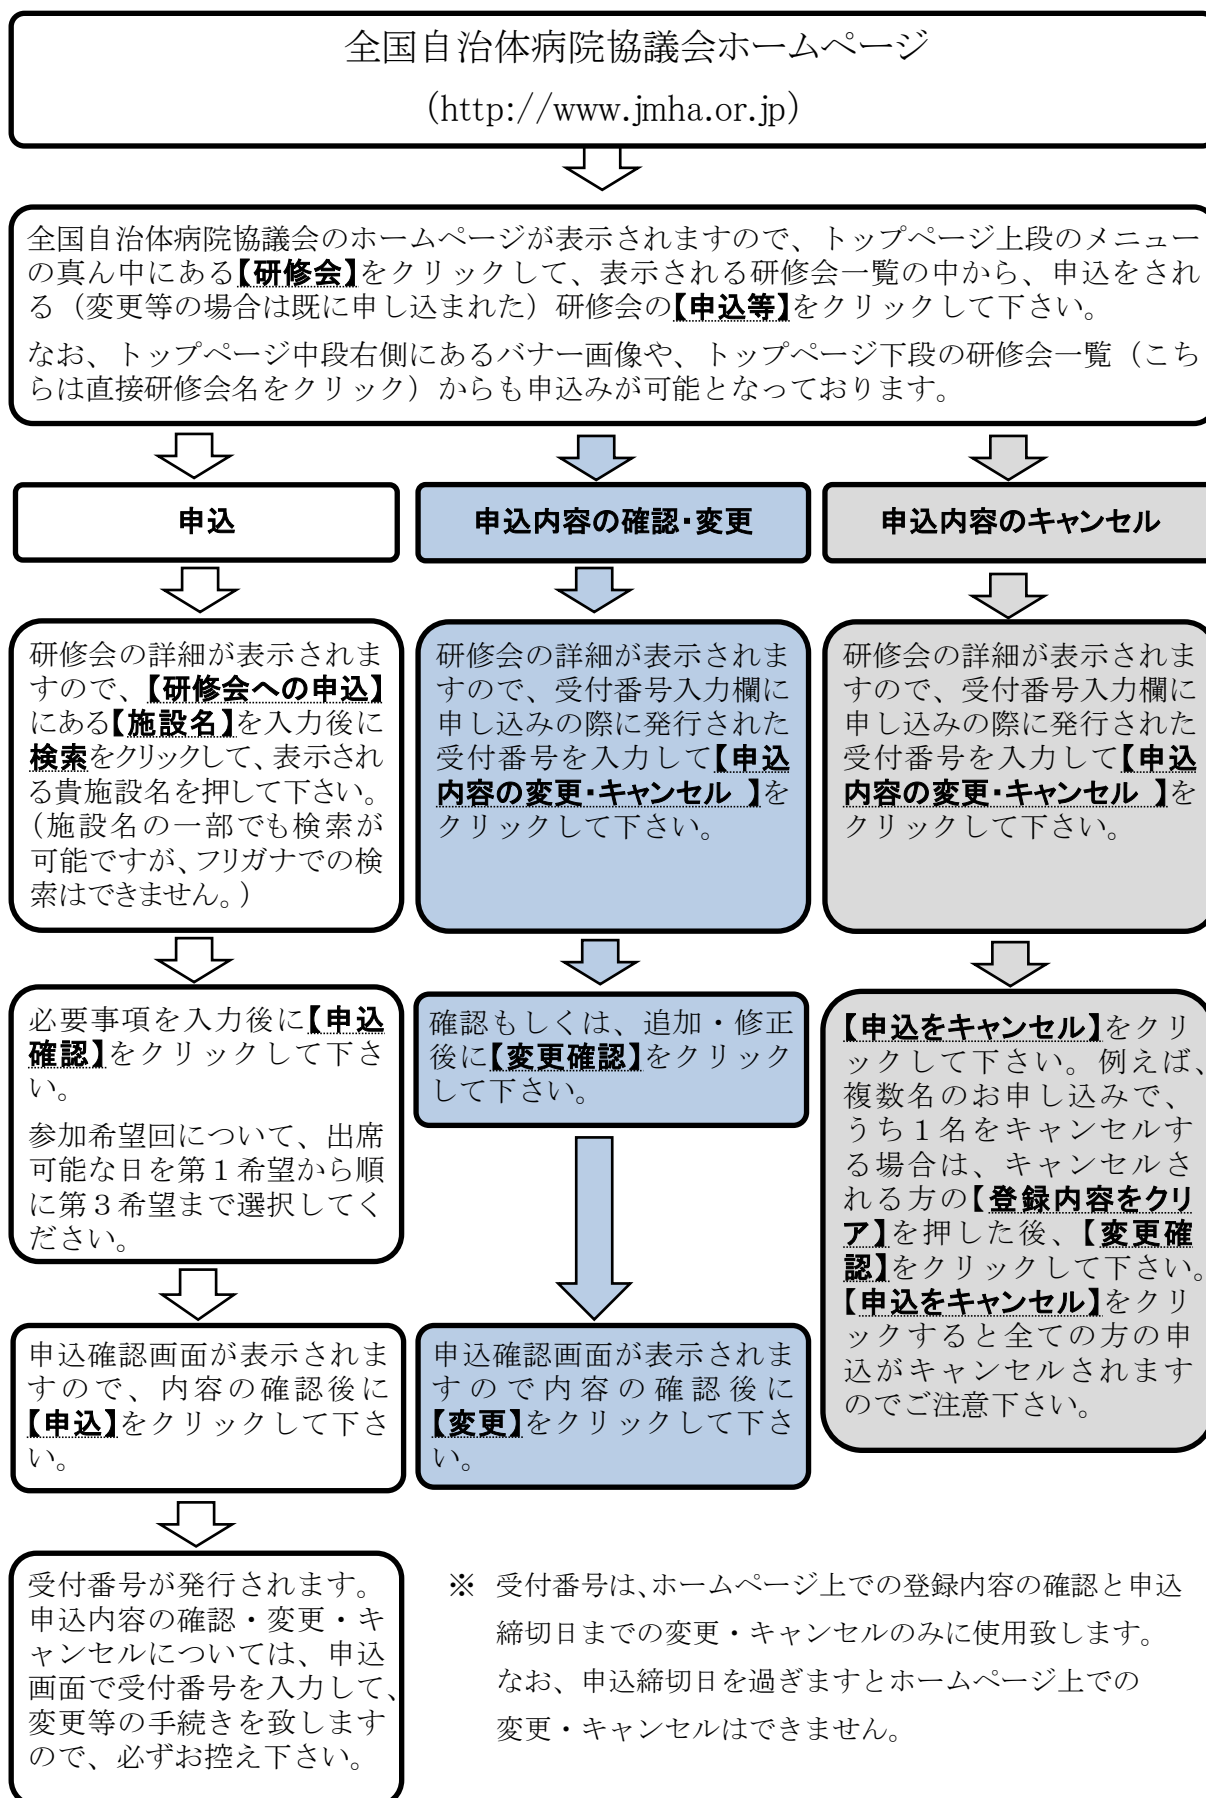 全国自治体病院協議会ホームページ
(http://www.jmha.or.jp)
全国自治体病院協議会のホームページが表示されますので、トップページ上段のメニュー
の真ん中にある【研修会】をクリックして、表示される研修会一覧の中から、申込をされ
る（変更等の場合は既に申し込まれた）研修会の【申込等】をクリックして下さい。
なお、トップページ中段右側にあるバナー画像や、トップページ下段の研修会一覧（こち
らは直接研修会名をクリック）からも申込みが可能となっております。
申込
研修会の詳細が表示されま
すので、【研修会への申込】
にある【施設名】を入力後に
検索をクリックして、表示され
る貴施設名を押して下さい。
（施設名の一部でも検索が
可能ですが、フリガナでの検
索はできません。）
必要事項を入力後に【申込
確認】をクリックして下さ
い。
参加希望回について、出席
可能な日を第１希望から順
に第３希望まで選択してく
ださい。
申込確認画面が表示されま
すので、内容の確認後に
【申込】をクリックして下さ
い。
受付番号が発行されます。
申込内容の確認・変更・キ
ャンセルについては、申込
画面で受付番号を入力して、
変更等の手続きを致します
ので、必ずお控え下さい。
申込内容の確認・変更
研修会の詳細が表示されま
すので、受付番号入力欄に
申し込みの際に発行された
受付番号を入力して【申込
内容の変更・キャンセル 】を
クリックして下さい。
確認もしくは、追加・修正
後に【変更確認】をクリック
して下さい。
申込確認画面が表示されま
すので内容の確認後に
【変更】をクリックして下さ
い。
申込内容のキャンセル
研修会の詳細が表示されま
すので、受付番号入力欄に
申し込みの際に発行された
受付番号を入力して【申込
内容の変更・キャンセル 】を
クリックして下さい。
【申込をキャンセル】をクリ
ックして下さい。例えば、
複数名のお申し込みで、
うち１名をキャンセルす
る場合は、キャンセルさ
れる方の【登録内容をクリ
ア】を押した後、【変更確
認】をクリックして下さい。
【申込をキャンセル】をクリ
ックすると全ての方の申
込がキャンセルされます
のでご注意下さい。
※ 受付番号は、ホームページ上での登録内容の確認と申込
締切日までの変更・キャンセルのみに使用致します。
なお、申込締切日を過ぎますとホームページ上での
変更・キャンセルはできません。